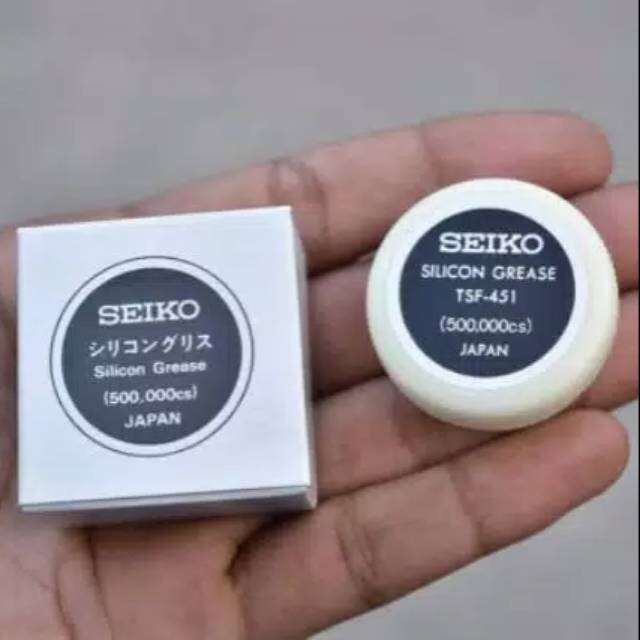 SEIKO
シリコングリス
Silicon Grease
(500,000cs)
JAPAN
SEIKO
SILICON GREASE
TSF-451
(500,000cs)
JAPAN